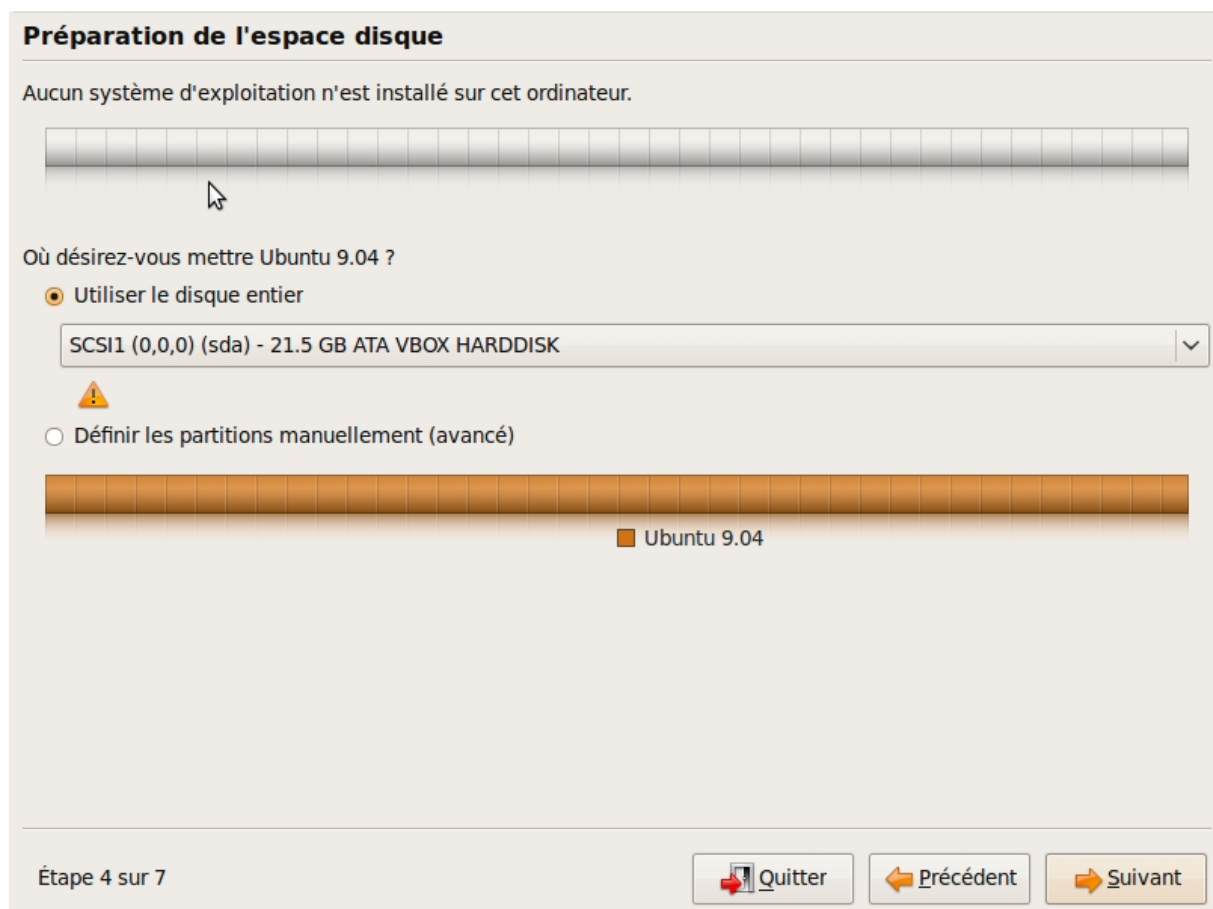 Préparation de l'espace disque
Aucun système d'exploitation n'est installé sur cet ordinateur.
Où désirez-vous mettre Ubuntu 9.04 ?
Utiliser le disque entier
SCSI1 (0,0,0) (sda) - 21.5 GB ATA VBOX HARDDISK
Définir les partitions manuellement (avancé)
Ubuntu 9.04
Étape 4 sur 7
Quitter
Précédent
Suivant